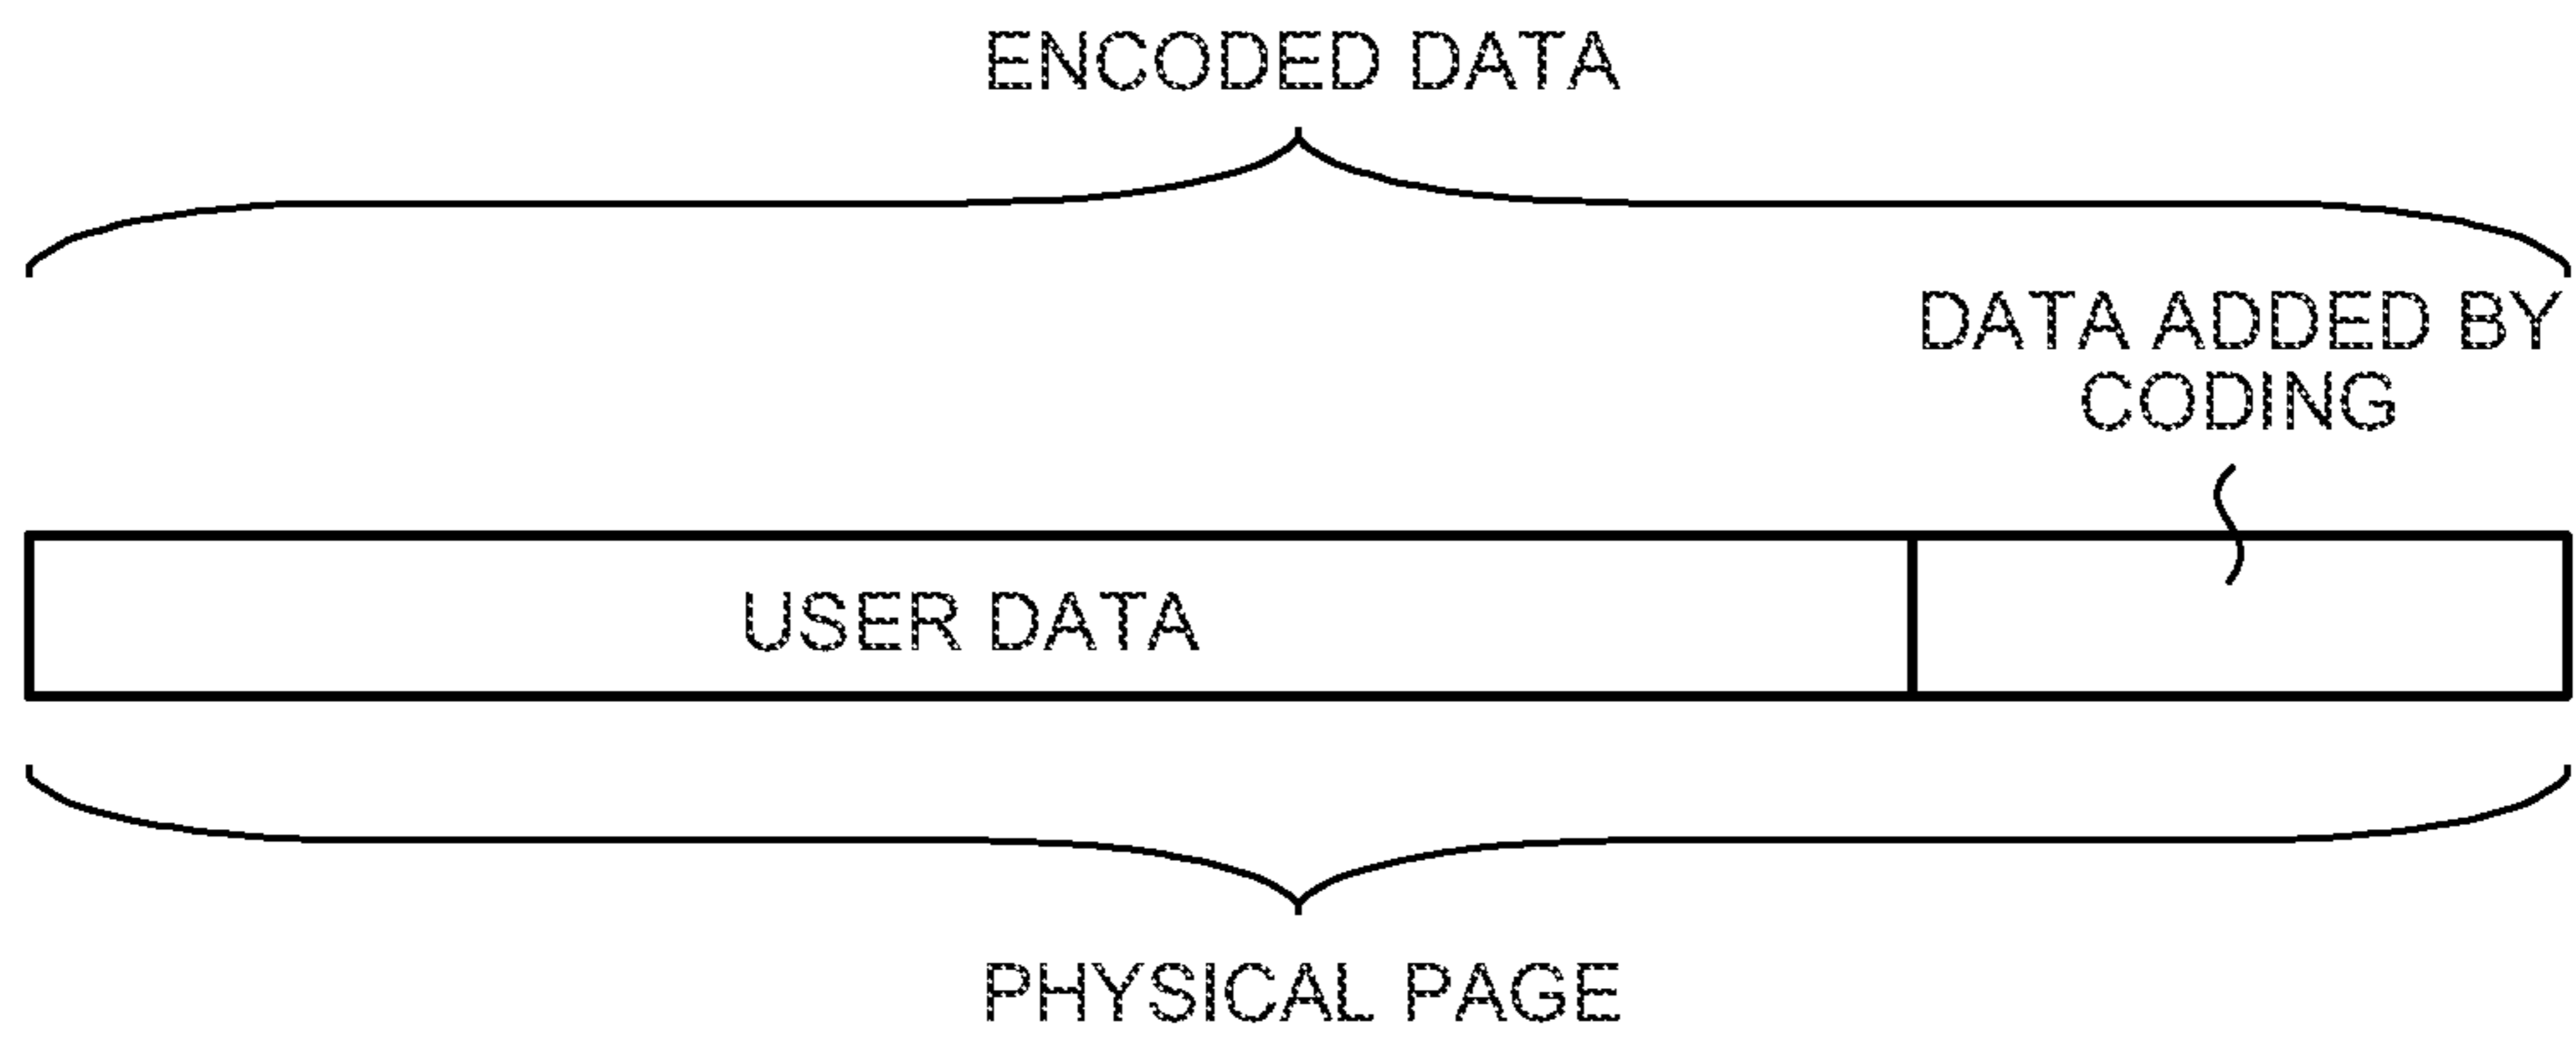 ENCODED DATA
DATA ADDED BY
CODING
USER DATA
PHYSICAL PAGE